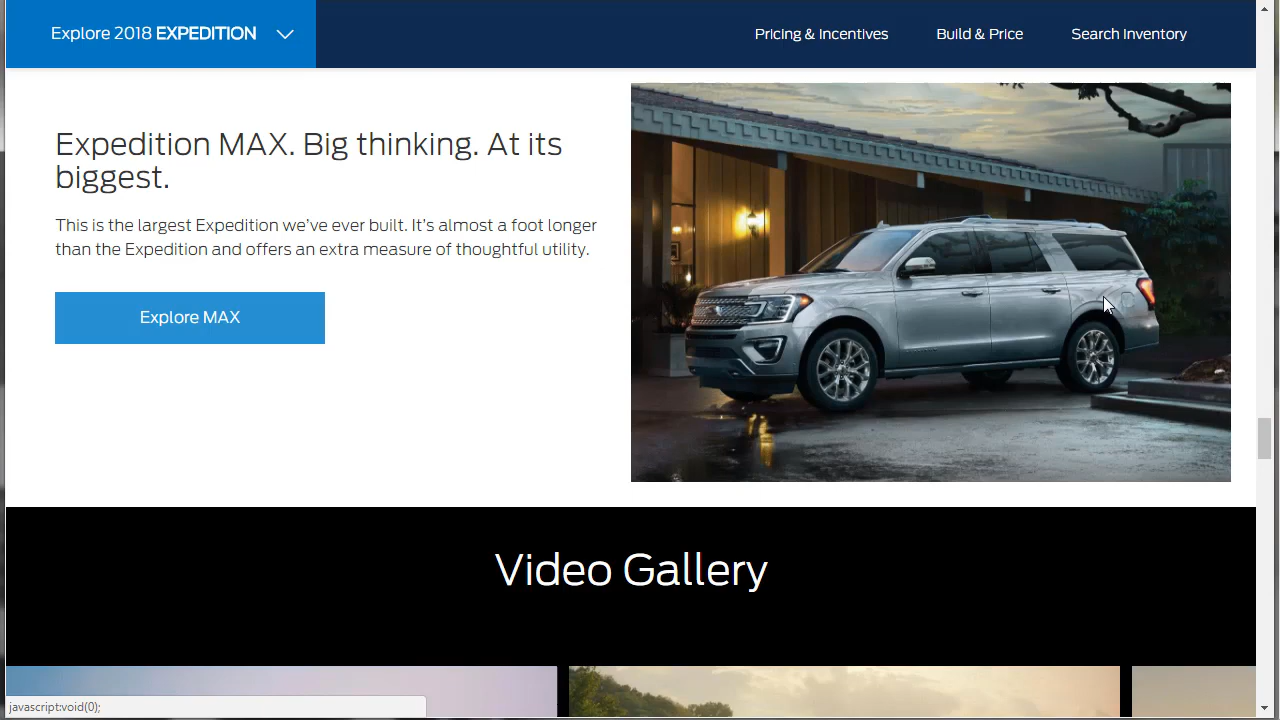 Explore 2018 EXPEDITION
Pricing & Incentives
Build & Price
Search Inventory
Expedition MAX. Big thinking. At its
biggest.
This is the largest Expedition we’ve ever built. It’s almost a foot longer
than the Expedition and offers an extra measure of thoughtful utility.
Explore MAX
Video Gallery
javascript:void(0);